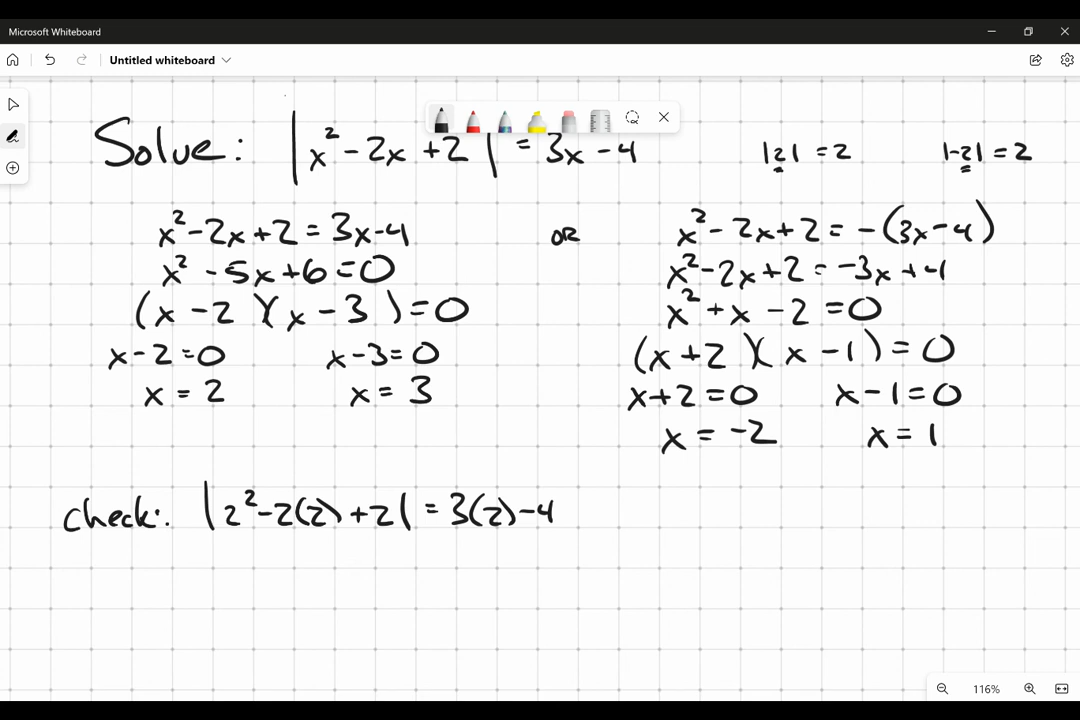 Microsoft Whiteboard
Untitled whiteboard
Solve: |x² - 2x + 2| = 3x - 4
|2| = 2
|-2| = 2
x² - 2x + 2 = 3x - 4
OR
x² - 2x + 2 = -(3x - 4)
x² - 5x + 6 = 0
x² - 2x + 2 = -3x + 4
(x - 2)(x - 3) = 0
x² + x - 2 = 0
x - 2 = 0
x - 3 = 0
(x + 2)(x - 1) = 0
x = 2
x = 3
x + 2 = 0
x - 1 = 0
x = -2
x = 1
check: |2² - 2(2) + 2| = 3(2) - 4
116%